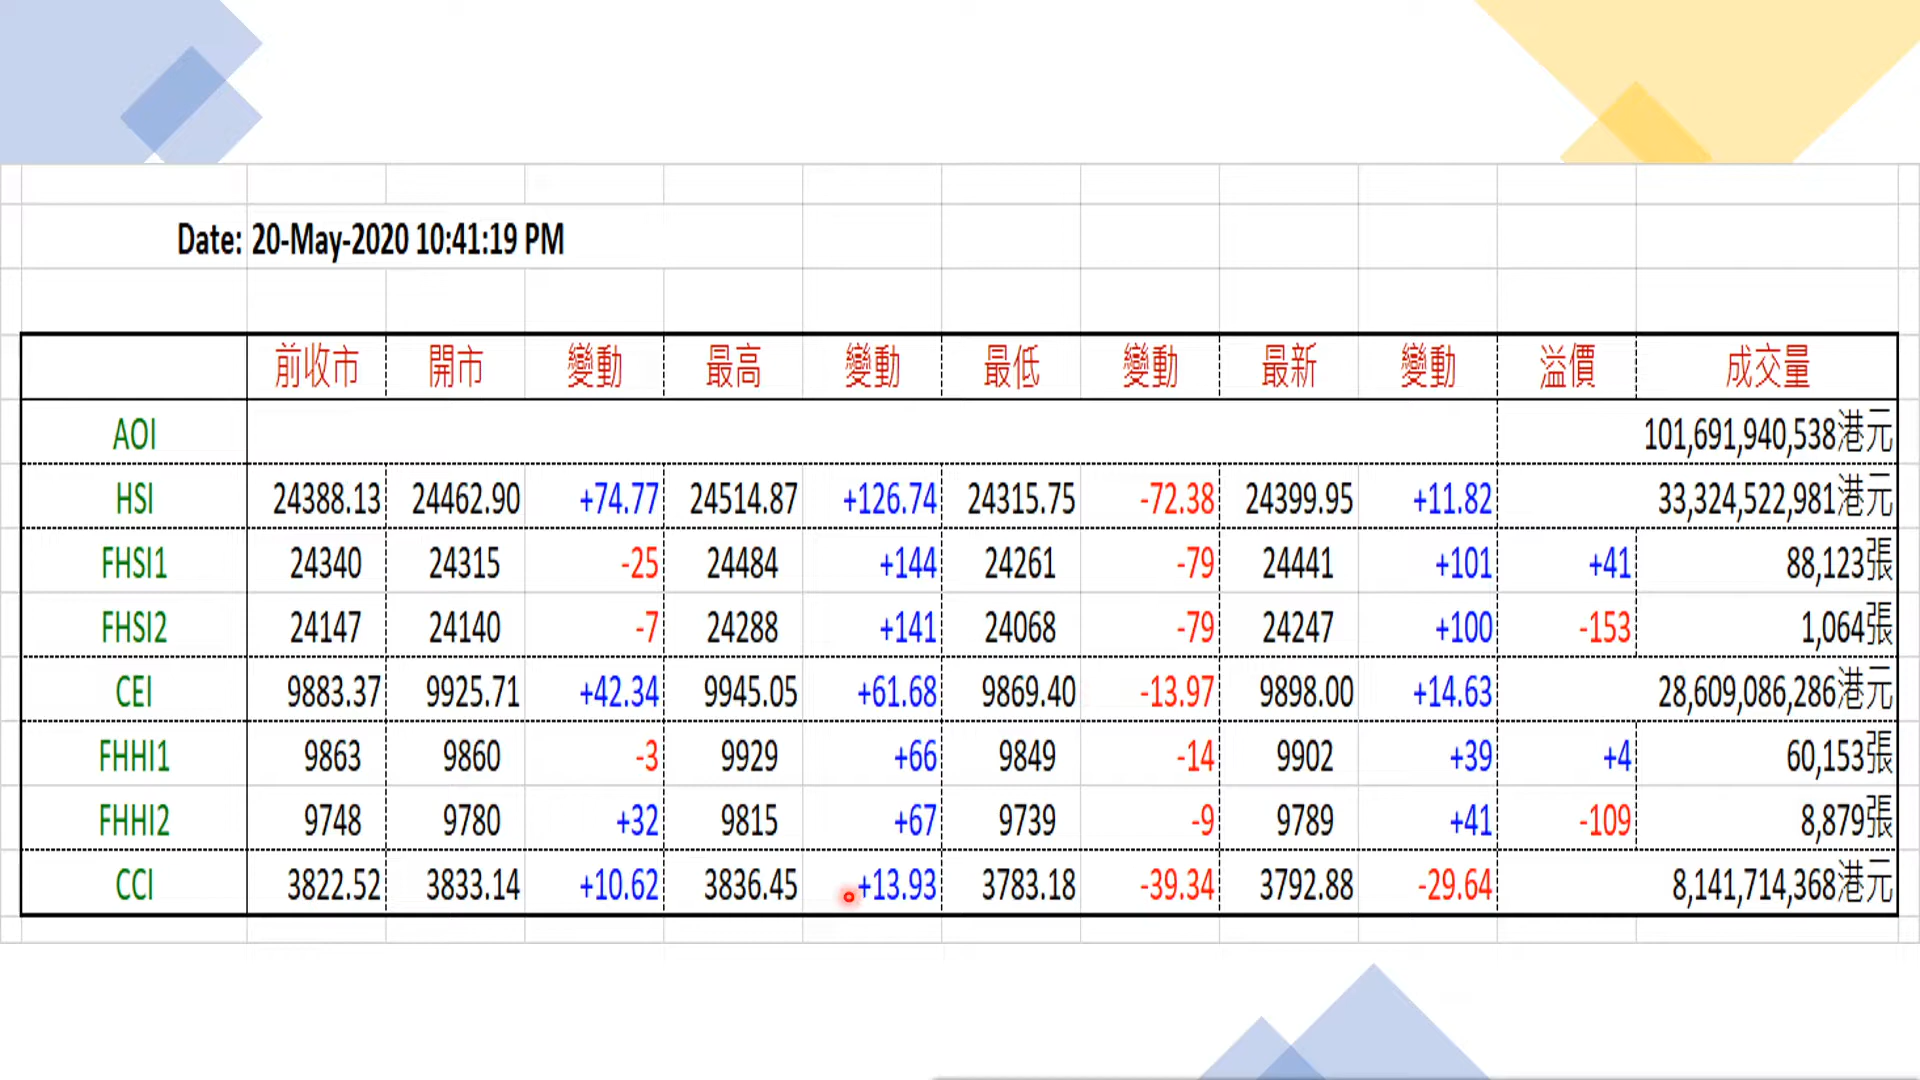 Date: 20-May-2020 10:41:19 PM
前收市 開市 變動 最高 變動 最低 變動 最新 變動 溢價 成交量
AOI 101,691,940,538港元
HSI 24388.13 24462.90 +74.77 24514.87 +126.74 24315.75 -72.38 24399.95 +11.82 33,324,522,981港元
FHSI1 24340 24315 -25 24484 +144 24261 -79 24441 +101 +41 88,123張
FHSI2 24147 24140 -7 24288 +141 24068 -79 24247 +100 -153 1,064張
CEI 9883.37 9925.71 +42.34 9945.05 +61.68 9869.40 -13.97 9898.00 +14.63 28,609,086,286港元
FHHI1 9863 9860 -3 9929 +66 9849 -14 9902 +39 +4 60,153張
FHHI2 9748 9780 +32 9815 +67 9739 -9 9789 +41 -109 8,879張
CCI 3822.52 3833.14 +10.62 3836.45 +13.93 3783.18 -39.34 3792.88 -29.64 8,141,714,368港元